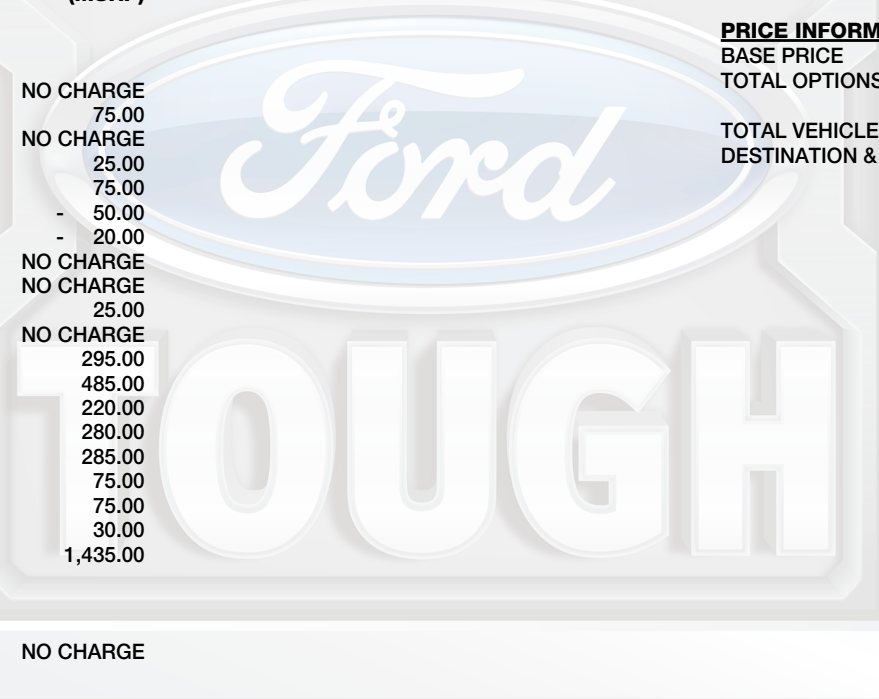 (MSRP)
NO CHARGE
75.00
NO CHARGE
25.00
75.00
- 50.00
- 20.00
NO CHARGE
NO CHARGE
25.00
NO CHARGE
295.00
485.00
220.00
280.00
285.00
75.00
75.00
30.00
1,435.00
NO CHARGE
PRICE INFORM
BASE PRICE
TOTAL OPTIONS
TOTAL VEHICLE
DESTINATION &
Ford
TOUGH